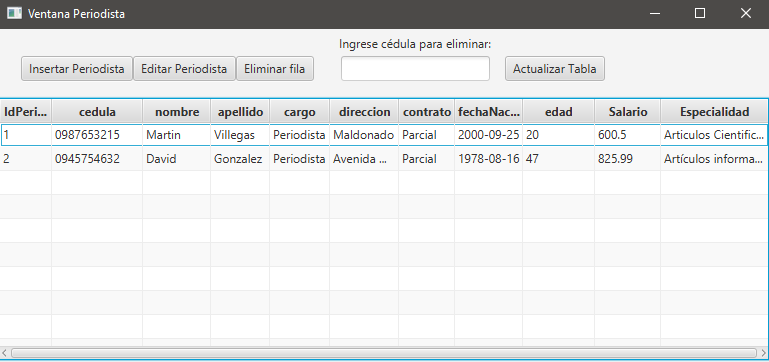 Ventana Periodista
Ingrese cédula para eliminar:
Insertar Periodista Editar Periodista Eliminar fila Actualizar Tabla
IdPeri... cedula nombre apellido cargo direccion contrato fechaNac... edad Salario Especialidad
1 0987653215 Martin Villegas Periodista Maldonado Parcial 2000-09-25 20 600.5 Articulos Cientific...
2 0945754632 David Gonzalez Periodista Avenida ... Parcial 1978-08-16 47 825.99 Artículos informa...